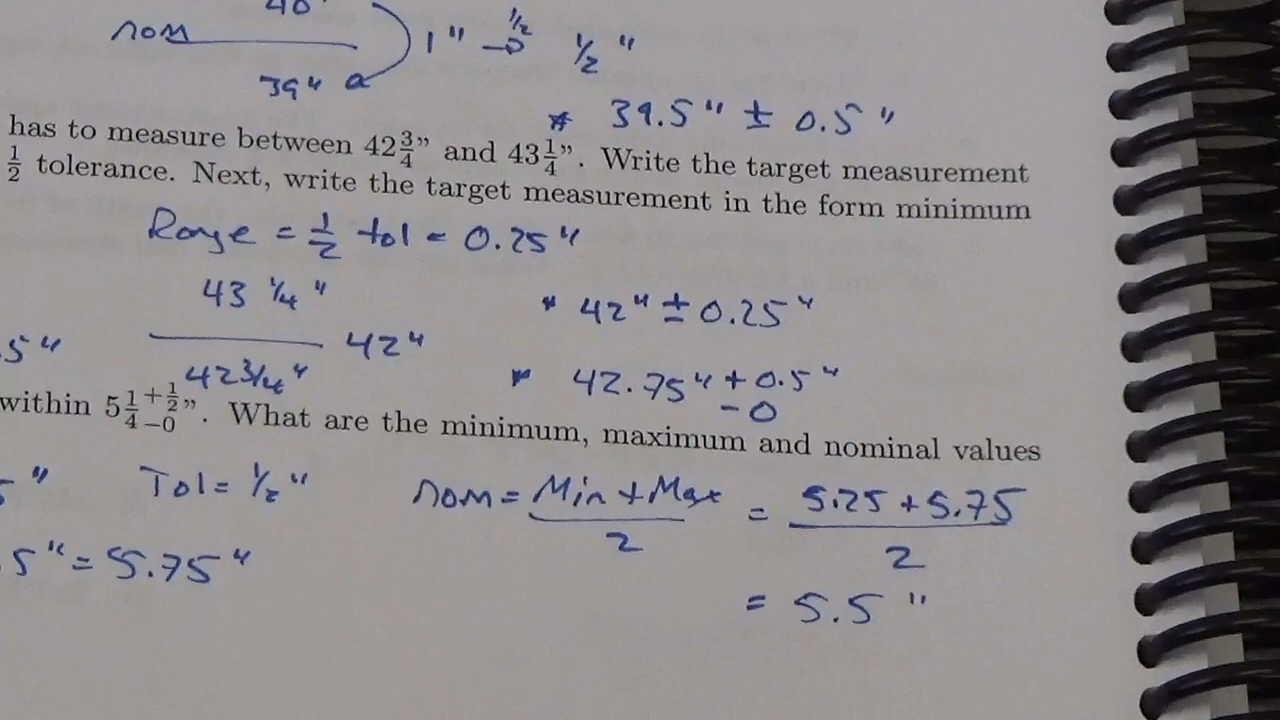 40"
nom 1" → 1/2 1/2 "
39"
* 39.5" ± 0.5"
has to measure between 42 3/4" and 43 1/4". Write the target measurement
1/2 tolerance. Next, write the target measurement in the form minimum
Range = 1/2 tol = 0.25"
43 1/4"
* 42" ± 0.25"
.5" 42"
42 3/4"
* 42.75" + 0.5"
- 0
within 5 1/4 + 1/2 - 0". What are the minimum, maximum and nominal values
5" Tol = 1/2" nom = Min + Max / 2 = 5.25 + 5.75 / 2
5" = 5.75"
= 5.5"